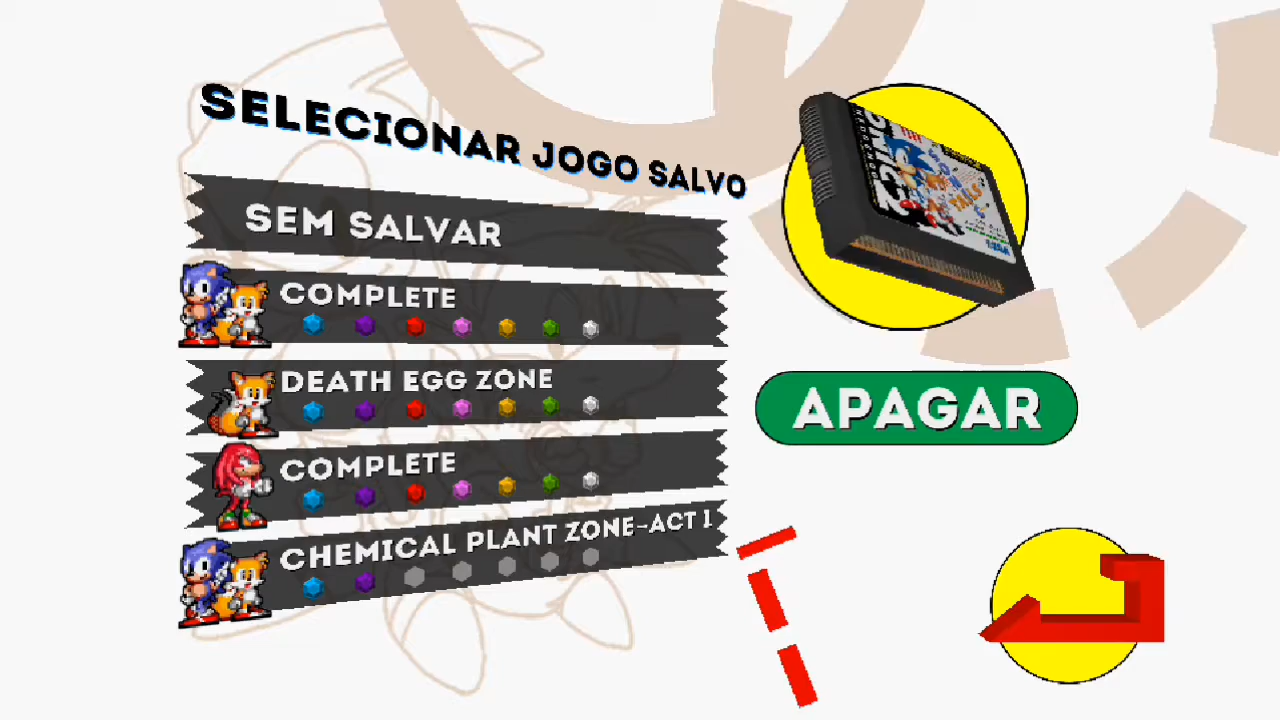 SELECIONAR JOGO SALVO
SEM SALVAR
COMPLETE
DEATH EGG ZONE
COMPLETE
CHEMICAL PLANT ZONE-ACT 1
APAGAR